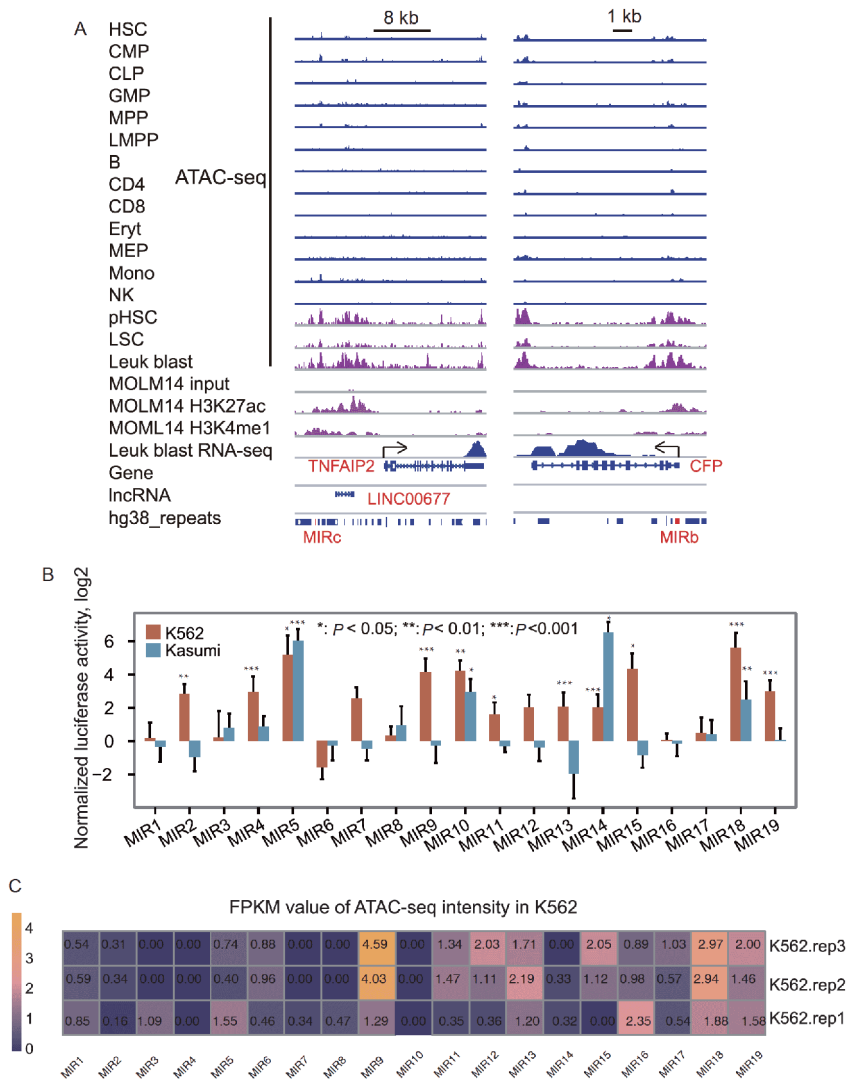 A
8 kb
1 kb
HSC
CMP
CLP
GMP
MPP
LMPP
B
ATAC-seq
CD4
CD8
Eryt
MEP
Mono
NK
pHSC
LSC
Leuk blast
MOLM14 input
MOLM14 H3K27ac
MOML14 H3K4me1
Leuk blast RNA-seq
Gene
TNFAIP2
CFP
lncRNA
LINC00677
hg38_repeats
MIRc
MIRb
B
Normalized luciferase activity, log2
K562
Kasumi
*: P < 0.05; **: P < 0.01; ***: P<0.001
6
4
2
0
−2
** *** * *** *** ** * * *** *** * * *** ** ***
MIR1 MIR2 MIR3 MIR4 MIR5 MIR6 MIR7 MIR8 MIR9 MIR10 MIR11 MIR12 MIR13 MIR14 MIR15 MIR16 MIR17 MIR18 MIR19
C
FPKM value of ATAC-seq intensity in K562
4
3
2
1
0
0.54 0.31 0.00 0.00 0.74 0.88 0.00 0.00 4.59 0.00 1.34 2.03 1.71 0.00 2.05 0.89 1.03 2.97 2.00 K562.rep3
0.59 0.34 0.00 0.00 0.40 0.96 0.00 0.00 4.03 0.00 1.47 1.11 2.19 0.33 1.12 0.98 0.57 2.94 1.46 K562.rep2
0.85 0.16 1.09 0.00 1.55 0.46 0.34 0.47 1.29 0.00 0.35 0.36 1.20 0.32 0.00 2.35 0.54 1.88 1.58 K562.rep1
MIR1 MIR2 MIR3 MIR4 MIR5 MIR6 MIR7 MIR8 MIR9 MIR10 MIR11 MIR12 MIR13 MIR14 MIR15 MIR16 MIR17 MIR18 MIR19